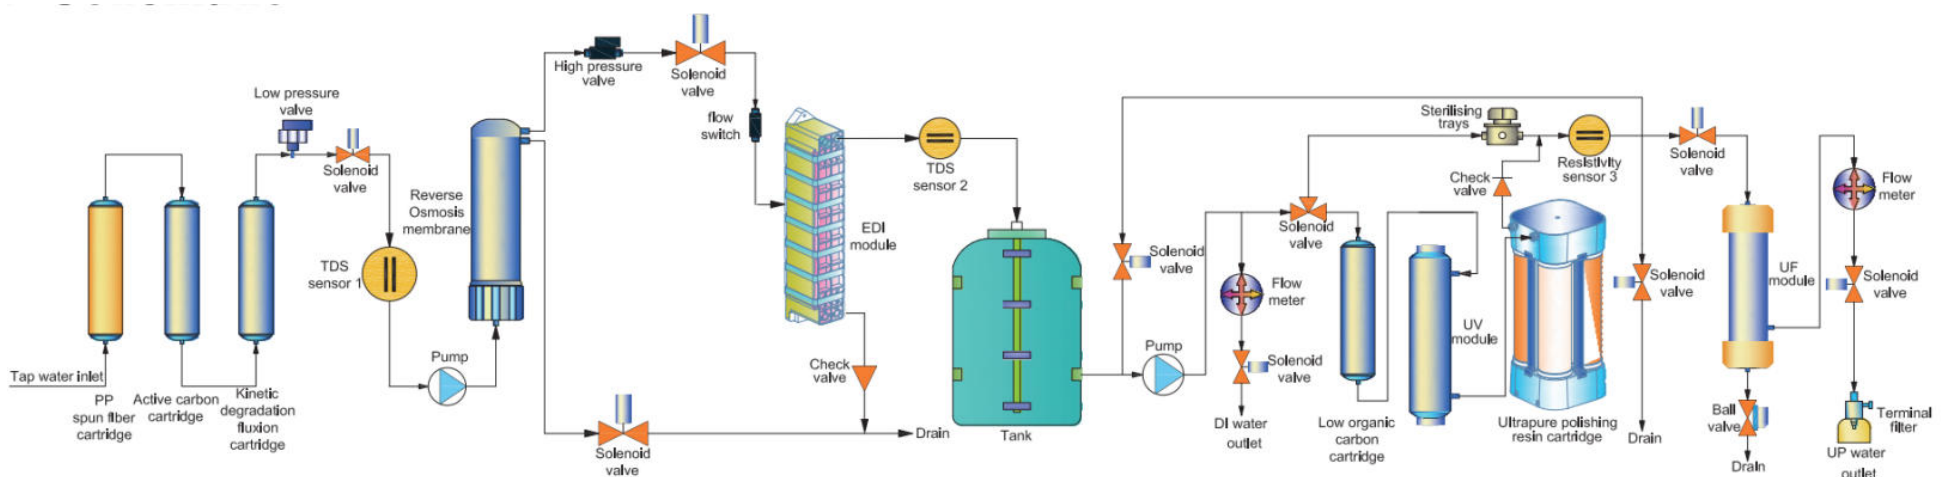 Tap water inlet
PP
spun fiber
cartridge
Active carbon
cartridge
Kinetic
degradation
fluxion
cartridge
Low pressure
valve
Solenoid
valve
TDS
sensor 1
Pump
Reverse
Osmosis
membrane
High pressure
valve
Solenoid
valve
flow
switch
Solenoid
valve
EDI
module
Check
valve
Drain
TDS
sensor 2
Tank
Solenoid
valve
Pump
Flow
meter
Solenoid
valve
DI water
outlet
Solenoid
valve
Low organic
carbon
cartridge
UV
module
Sterilising
trays
Check
valve
Resistivity
sensor 3
Ultrapure polishing
resin cartridge
Solenoid
valve
Drain
Solenoid
valve
UF
module
Ball
valve
Drain
Flow
meter
Solenoid
valve
Terminal
filter
UP water
outlet